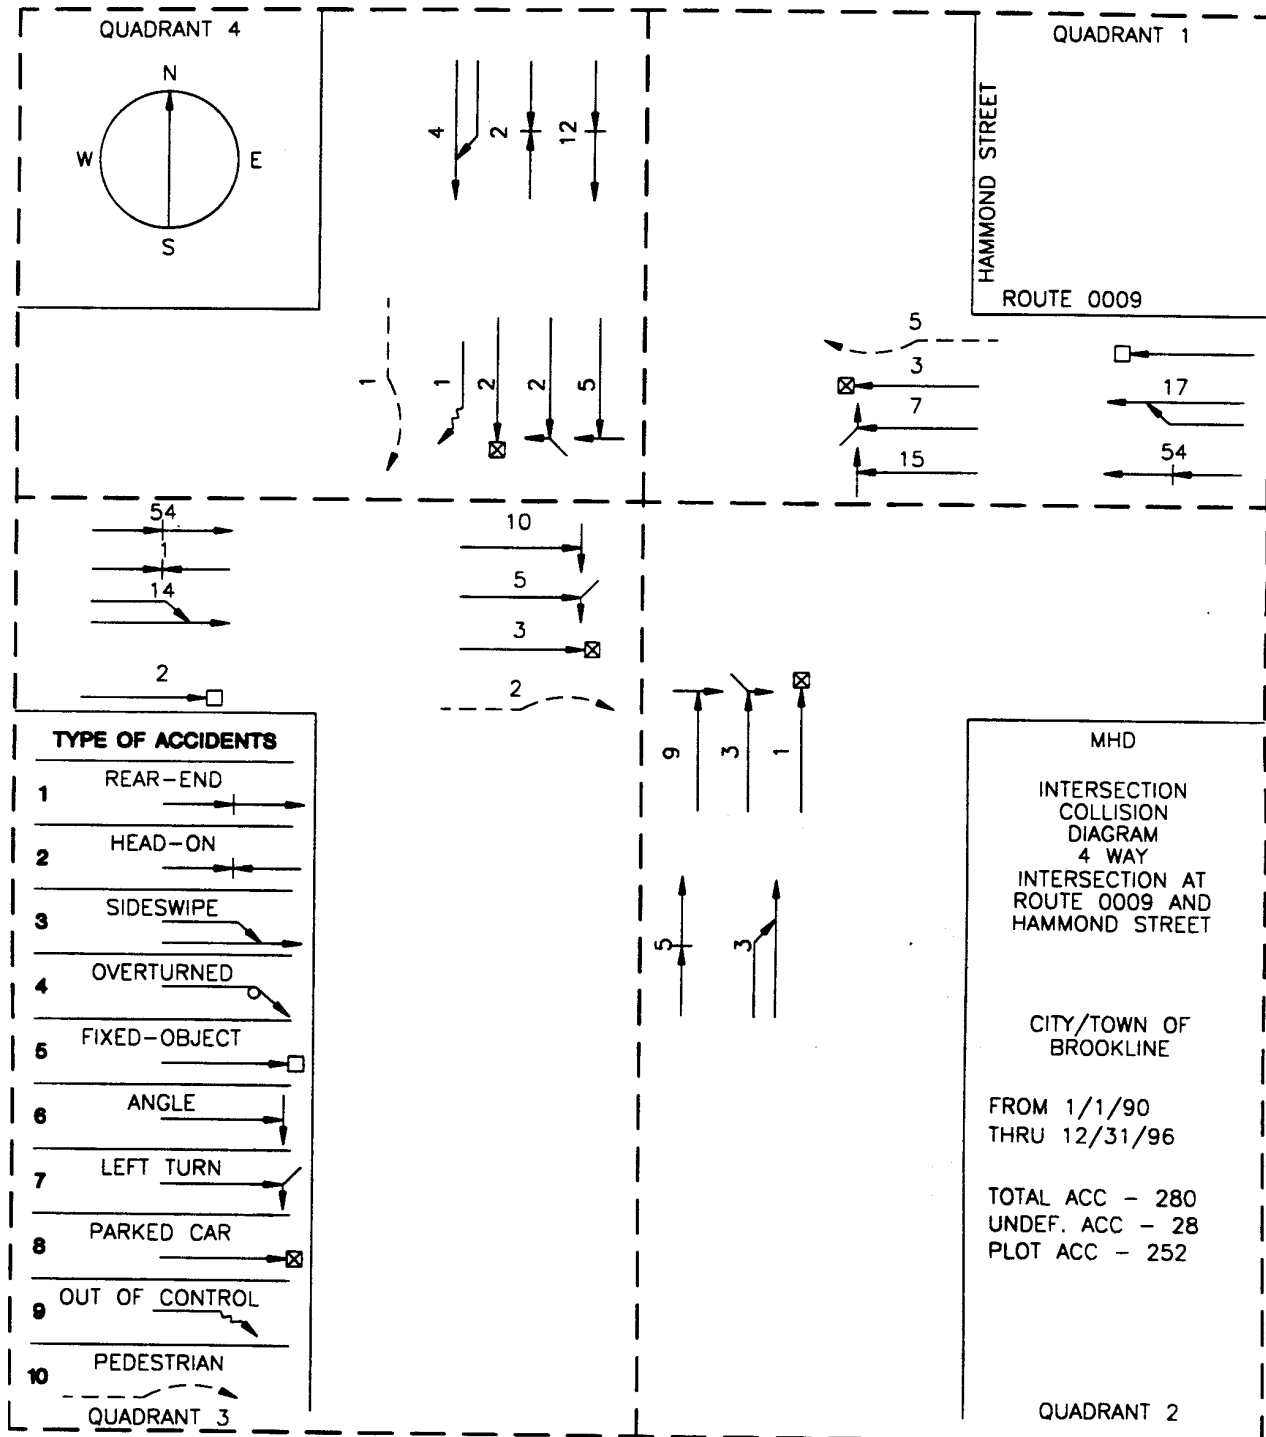 QUADRANT 4
N
W
E
S
4
2
12
1
1
2
2
5
QUADRANT 1
HAMMOND STREET
ROUTE 0009
5
3
7
15
17
54
54
1
14
2
10
5
3
2
9
3
1
5
3
TYPE OF ACCIDENTS
1 REAR-END
2 HEAD-ON
3 SIDESWIPE
4 OVERTURNED
5 FIXED-OBJECT
6 ANGLE
7 LEFT TURN
8 PARKED CAR
9 OUT OF CONTROL
10 PEDESTRIAN
QUADRANT 3
MHD
INTERSECTION
COLLISION
DIAGRAM
4 WAY
INTERSECTION AT
ROUTE 0009 AND
HAMMOND STREET
CITY/TOWN OF
BROOKLINE
FROM 1/1/90
THRU 12/31/96
TOTAL ACC - 280
UNDEF. ACC - 28
PLOT ACC - 252
QUADRANT 2